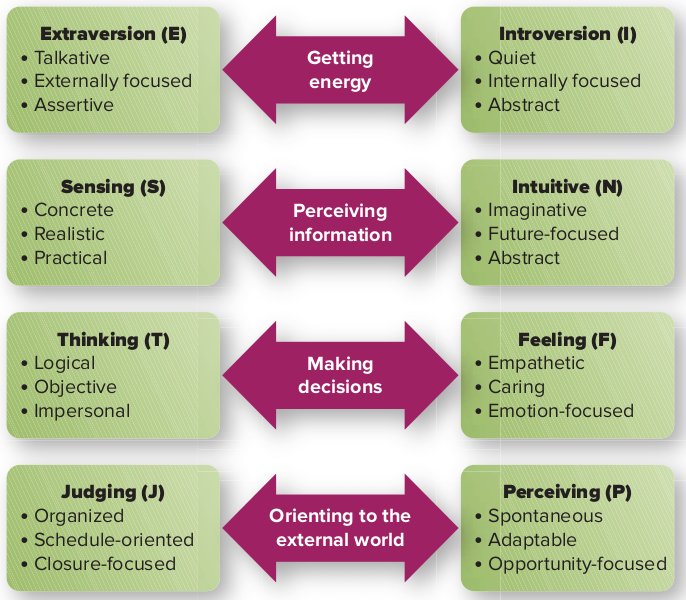 Extraversion (E)
• Talkative
• Externally focused
• Assertive
Getting
energy
Introversion (I)
• Quiet
• Internally focused
• Abstract
Sensing (S)
• Concrete
• Realistic
• Practical
Perceiving
information
Intuitive (N)
• Imaginative
• Future-focused
• Abstract
Thinking (T)
• Logical
• Objective
• Impersonal
Making
decisions
Feeling (F)
• Empathetic
• Caring
• Emotion-focused
Judging (J)
• Organized
• Schedule-oriented
• Closure-focused
Orienting to the
external world
Perceiving (P)
• Spontaneous
• Adaptable
• Opportunity-focused